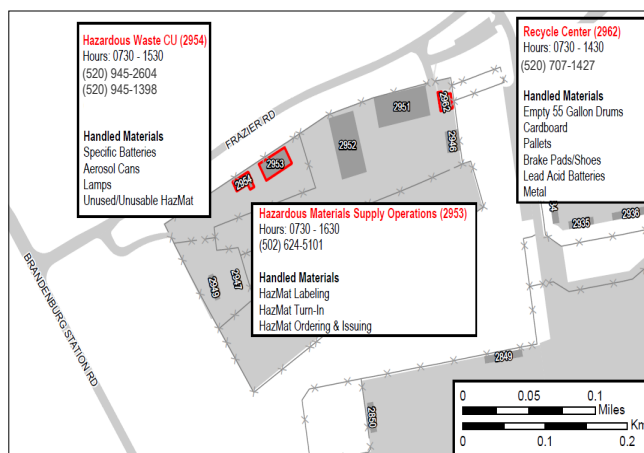 Hazardous Waste CU (2954)
Hours: 0730 - 1530
(520) 945-2604
(520) 945-1398
Handled Materials
Specific Batteries
Aerosol Cans
Lamps
Unused/Unusable HazMat
Recycle Center (2962)
Hours: 0730 - 1430
(520) 707-1427
Handled Materials
Empty 55 Gallon Drums
Cardboard
Pallets
Brake Pads/Shoes
Lead Acid Batteries
Metal
FRAZIER RD
2951
2962
2952
2946
2953
2954
Hazardous Materials Supply Operations (2953)
Hours: 0730 - 1630
(502) 624-5101
Handled Materials
HazMat Labeling
HazMat Turn-In
HazMat Ordering & Issuing
2935
2936
2947
2949
BRANDENBURG STATION RD
2849
2850
0 0.05 0.1
Miles
Km
0 0.1 0.2